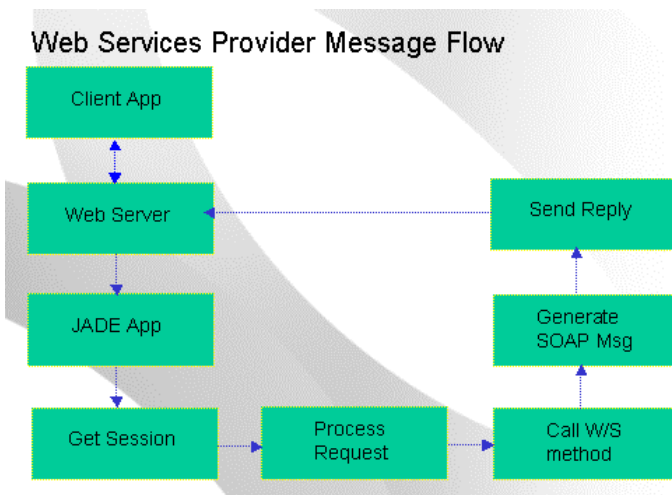 Web Services Provider Message Flow
Client App
Web Server
Send Reply
JADE App
Generate
SOAP Msg
Get Session
Process
Request
Call W/S
method